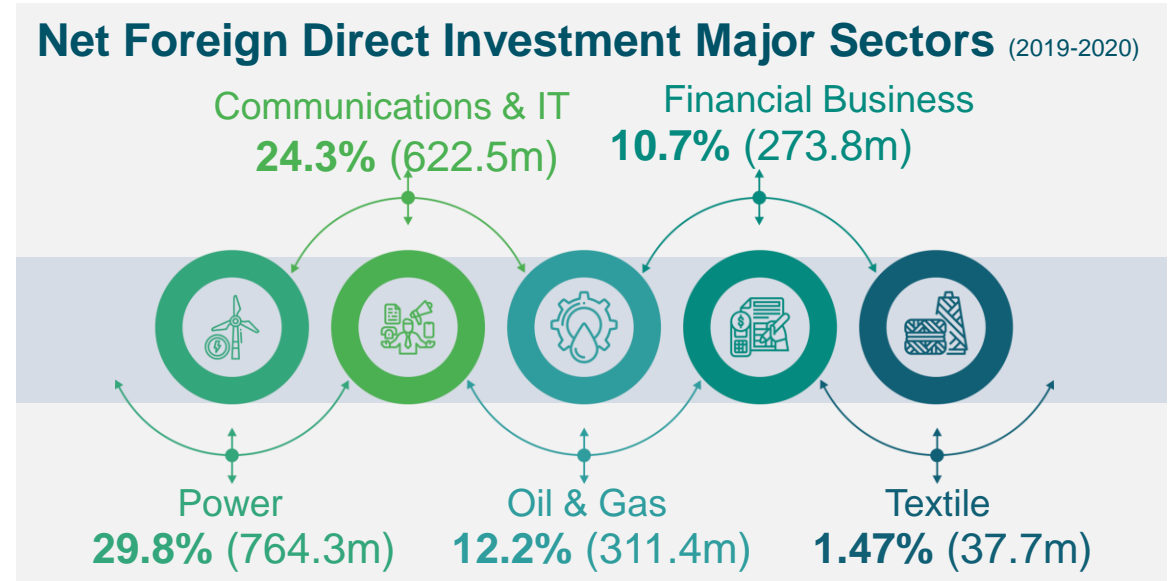 Net Foreign Direct Investment Major Sectors (2019-2020)
Communications & IT
24.3% (622.5m)
Financial Business
10.7% (273.8m)
Power
29.8% (764.3m)
Oil & Gas
12.2% (311.4m)
Textile
1.47% (37.7m)